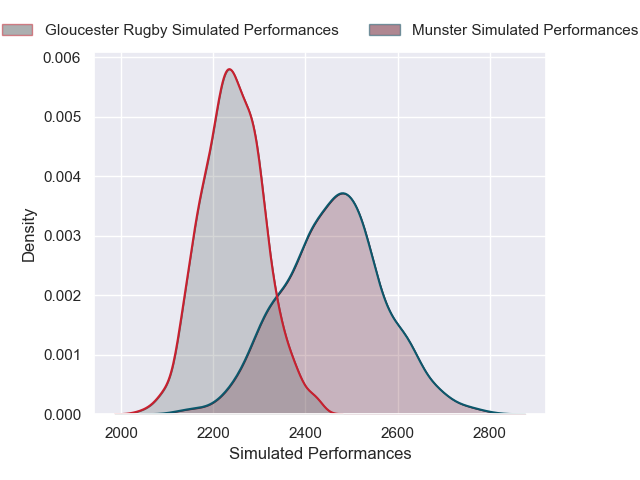 Gloucester Rugby Simulated Performances Munster Simulated Performances
0.006
0.005
0.004
0.003
0.002
0.001
0.000
Density
2000 2200 2400 2600 2800
Simulated Performances